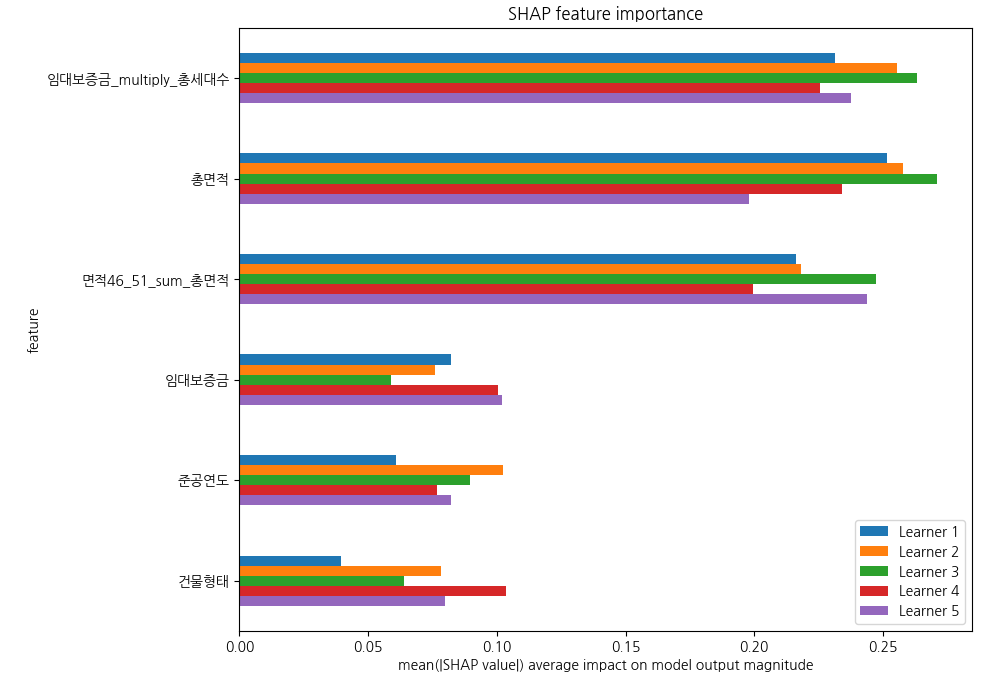 SHAP feature importance
임대보증금_multiply_총세대수
총면적
면적46_51_sum_총면적
임대보증금
준공연도
건물형태
feature
Learner 1
Learner 2
Learner 3
Learner 4
Learner 5
0.00 0.05 0.10 0.15 0.20 0.25
mean(|SHAP value|) average impact on model output magnitude